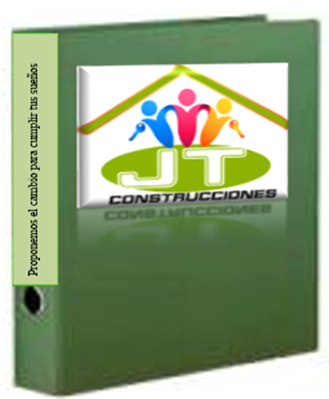 Proponemos el cambio para cumplir tus sueños
JT
CONSTRUCCIONES